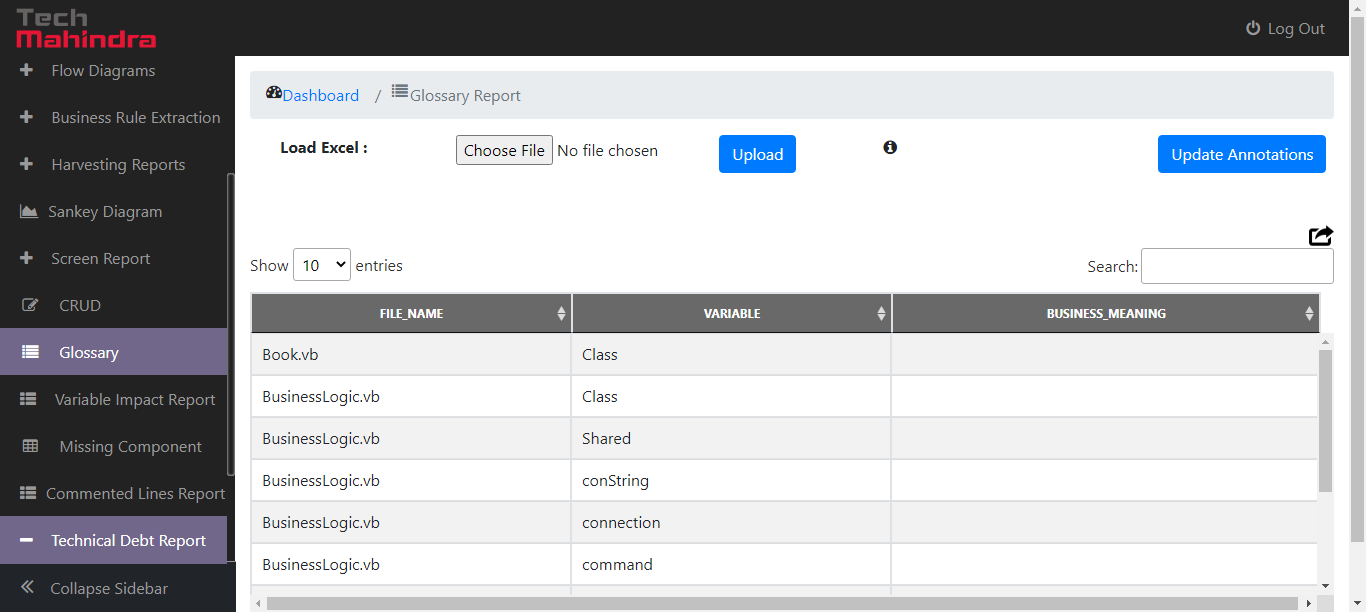 Tech
Mahindra
Log Out
Flow Diagrams
Business Rule Extraction
Harvesting Reports
Sankey Diagram
Screen Report
CRUD
Glossary
Variable Impact Report
Missing Component
Commented Lines Report
Technical Debt Report
Collapse Sidebar
Dashboard / Glossary Report
Load Excel : Choose File No file chosen Upload Update Annotations
Show 10 entries Search:
FILE_NAME VARIABLE BUSINESS_MEANING
Book.vb Class
BusinessLogic.vb Class
BusinessLogic.vb Shared
BusinessLogic.vb conString
BusinessLogic.vb connection
BusinessLogic.vb command